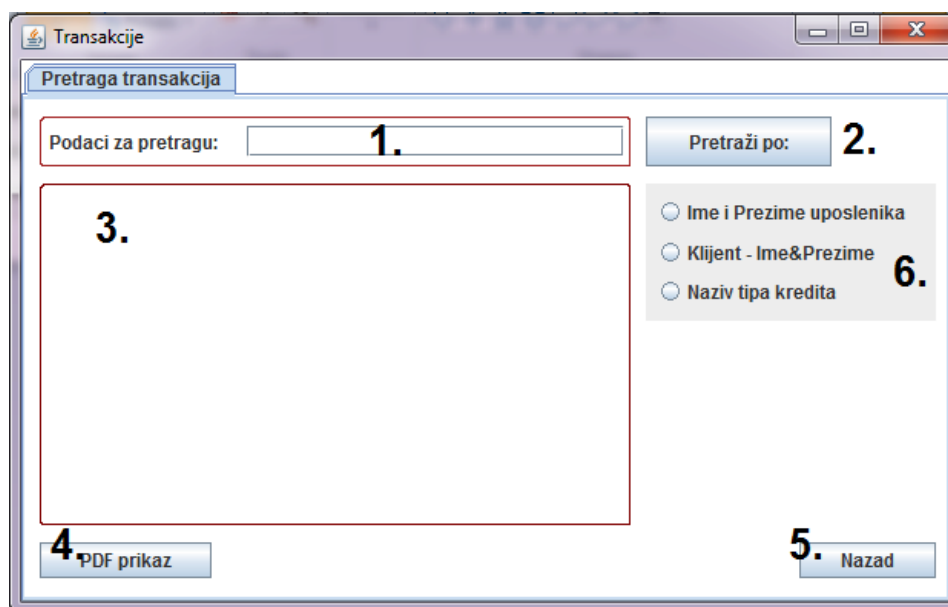 Transakcije
Pretraga transakcija
Podaci za pretragu: 1.
Pretraži po: 2.
3.
Ime i Prezime uposlenika
Klijent - Ime&Prezime
6.
Naziv tipa kredita
4. PDF prikaz
5. Nazad